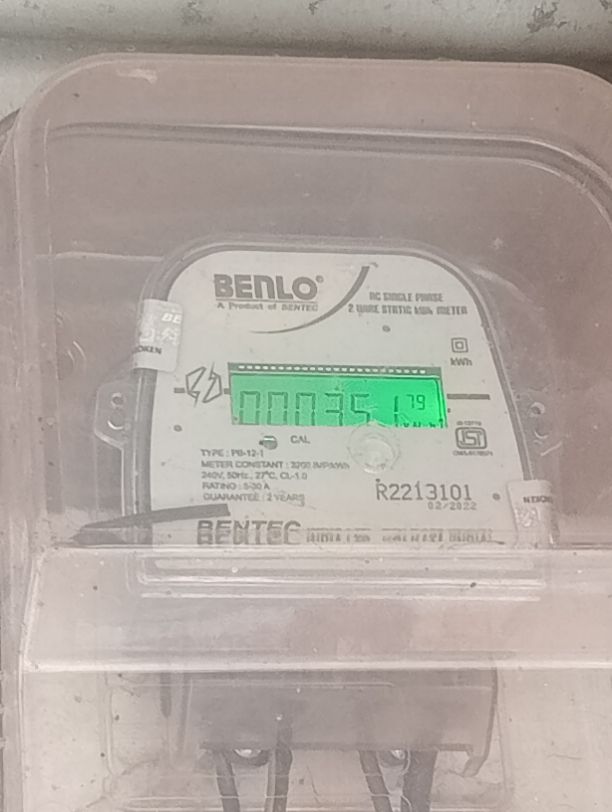 BENLO®
A Product of BENTEC
AC SINGLE PHASE
2 WIRE STATIC kWh METER
kWh
000351 79
CAL
TYPE : PB-12-1
METER CONSTANT : 3200 IMP/kWh
240V, 50Hz., 27°C, CL-1.0
RATING : 5-30 A
GUARANTEE : 2 YEARS
R2213101
02/2022
BENTEC